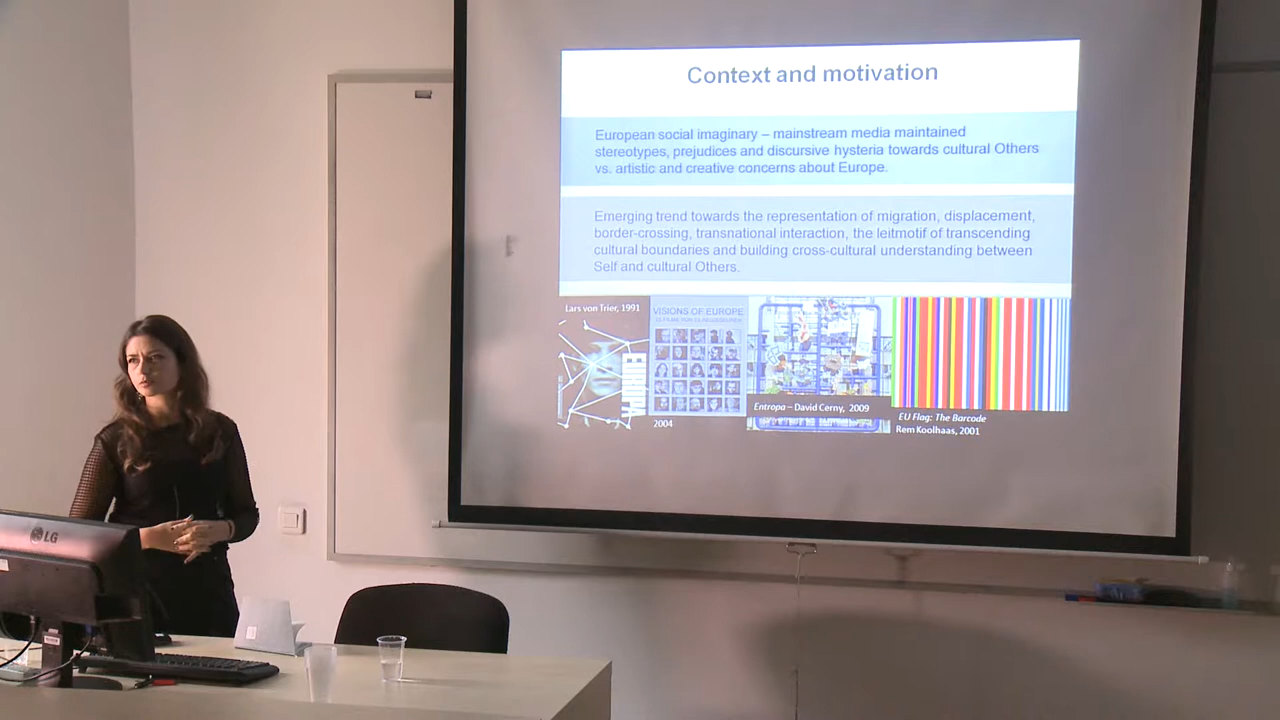 Context and motivation
European social imaginary – mainstream media maintained
stereotypes, prejudices and discursive hysteria towards cultural Others
vs. artistic and creative concerns about Europe.
Emerging trend towards the representation of migration, displacement,
border-crossing, transnational interaction, the leitmotif of transcending
cultural boundaries and building cross-cultural understanding between
Self and cultural Others.
Lars von Trier, 1991
EUROPA
VISIONS OF EUROPE
2004
Entropa – David Cerny, 2009
EU Flag: The Barcode
Rem Koolhaas, 2001
LG